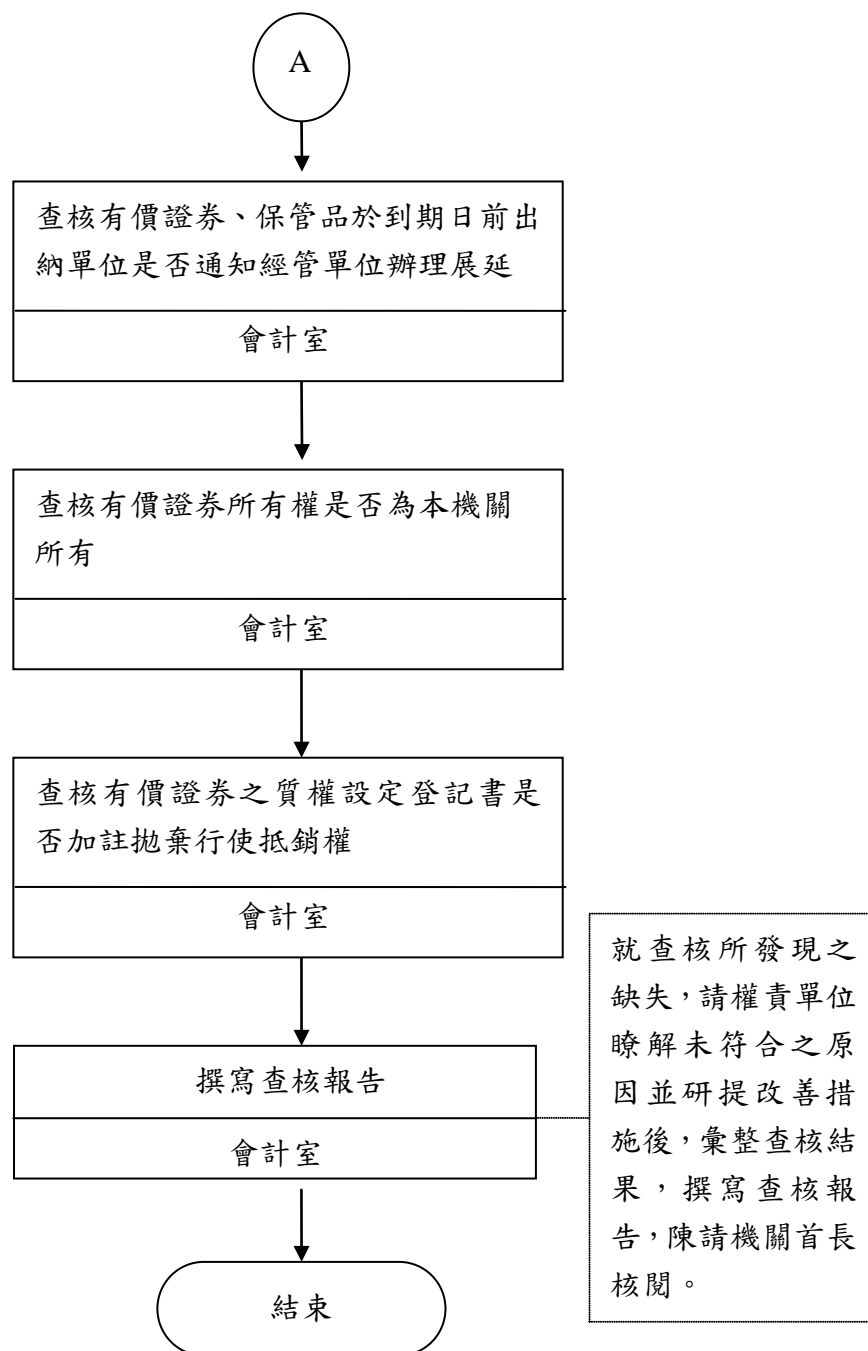 A
查核有價證券、保管品於到期日前出
納單位是否通知經管單位辦理展延
會計室
查核有價證券所有權是否為本機關
所有
會計室
查核有價證券之質權設定登記書是
否加註拋棄行使抵銷權
會計室
撰寫查核報告
會計室
就查核所發現之
缺失，請權責單位
瞭解未符合之原
因並研提改善措
施後，彙整查核結
果，撰寫查核報
告，陳請機關首長
核閱。
結束